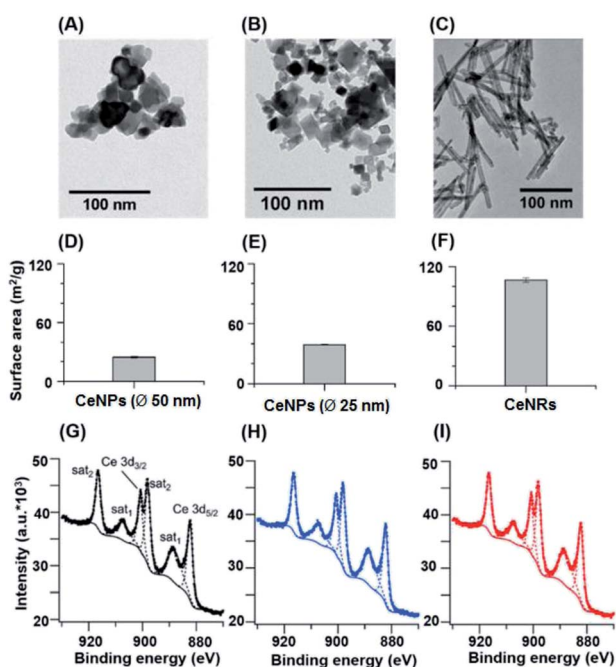 (A)
(B)
(C)
100 nm
100 nm
100 nm
(D)
(E)
(F)
Surface area (m²/g)
120
60
0
CeNPs (Ø 50 nm)
120
60
0
CeNPs (Ø 25 nm)
120
60
0
CeNRs
(G)
(H)
(I)
Intensity (a.u.*10³)
50
40
30
20
sat₂
Ce 3d₃/₂
sat₂
sat₁
sat₁
Ce 3d₅/₂
920
900
880
Binding energy (eV)
50
40
30
20
920
900
880
Binding energy (eV)
50
40
30
20
920
900
880
Binding energy (eV)